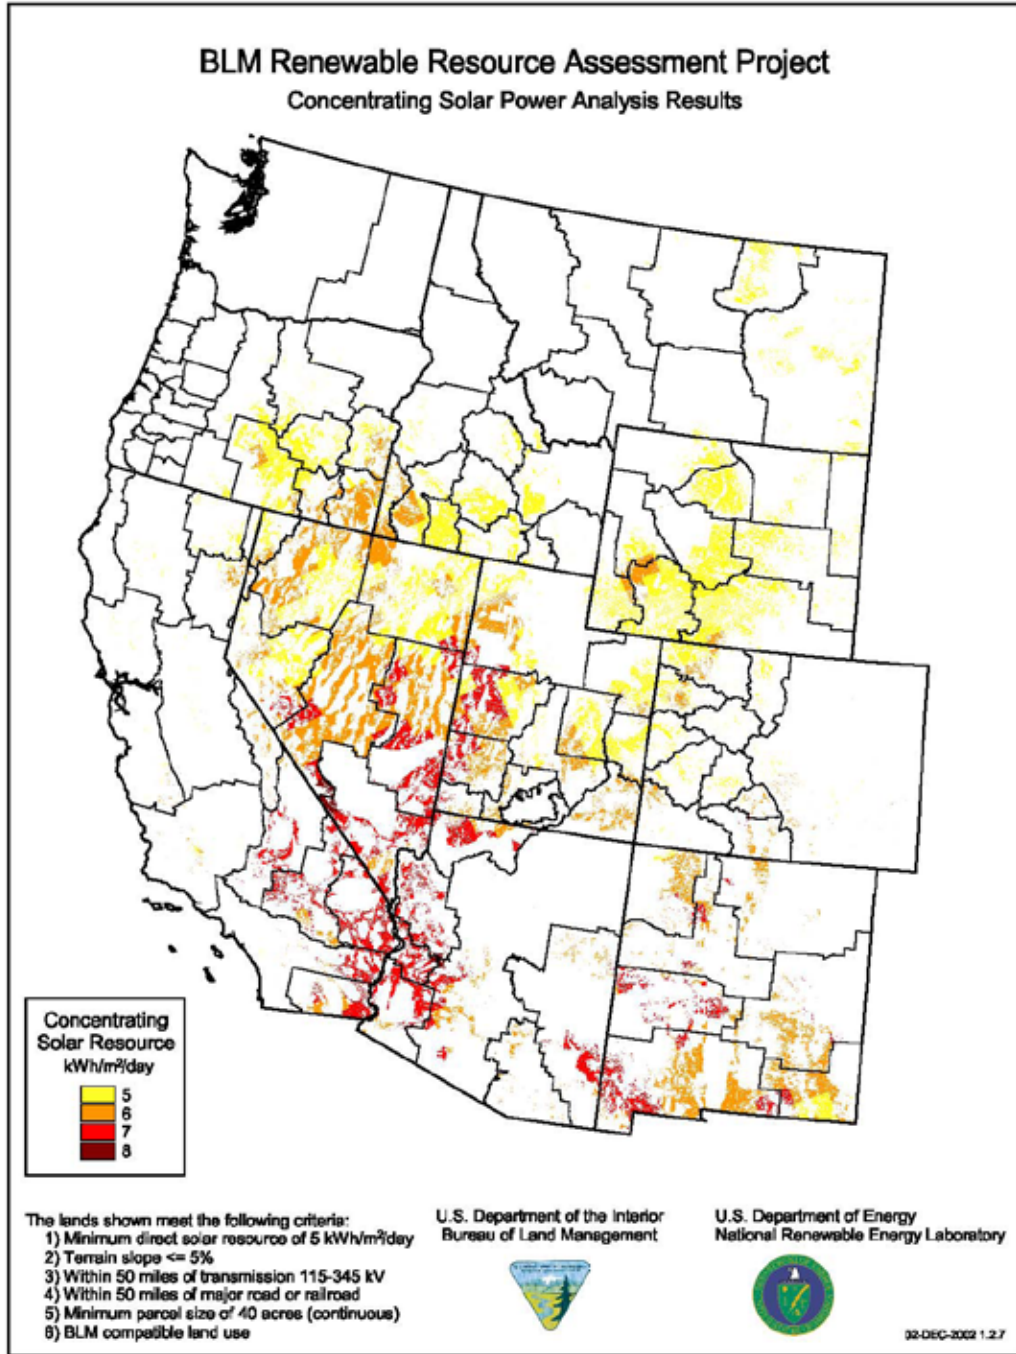 BLM Renewable Resource Assessment Project
Concentrating Solar Power Analysis Results
Concentrating
Solar Resource
kWh/m²/day
5
6
7
8
The lands shown meet the following criteria:
1) Minimum direct solar resource of 5 kWh/m²/day
2) Terrain slope <= 5%
3) Within 50 miles of transmission 115-345 kV
4) Within 50 miles of major road or railroad
5) Minimum parcel size of 40 acres (continuous)
6) BLM compatible land use
U.S. Department of the Interior
Bureau of Land Management
U.S. Department of Energy
National Renewable Energy Laboratory
02-DEC-2002 1.2.7